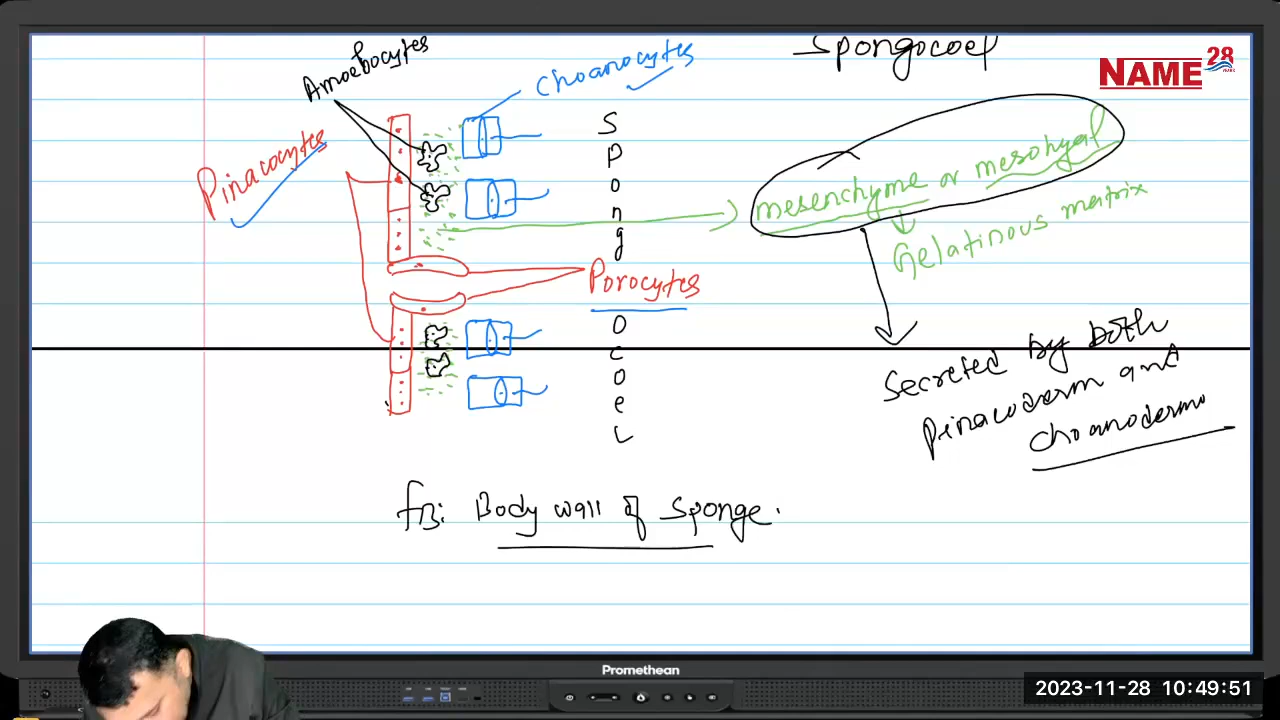 Spongocoel
28
NAME
YEARS
Amoebocytes
Choanocytes
Pinacocytes
S
P
o
n
g
O
C
O
e
L
mesenchyme or mesohyal
Gelatinous matrix
Porocytes
Secreted by both
Pinacoderm and
Choanoderm
fig: Body wall of Sponge.
Promethean
2023-11-28 10:49:51